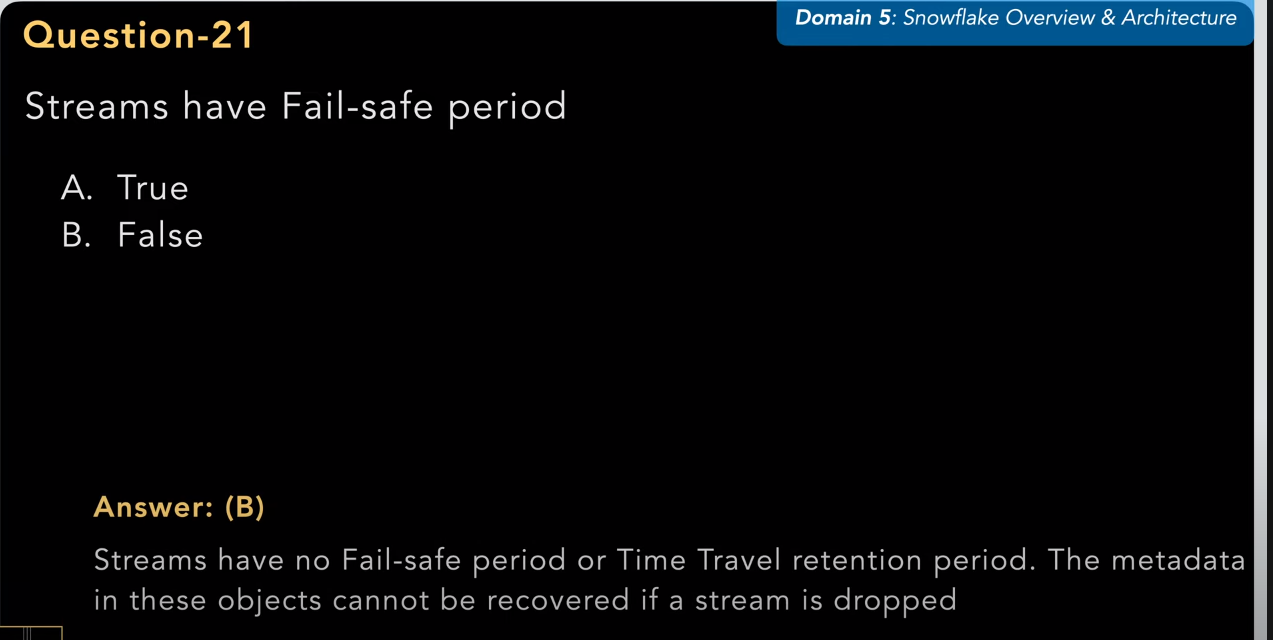 Domain 5: Snowflake Overview & Architecture
Question-21
Streams have Fail-safe period
A. True
B. False
Answer: (B)
Streams have no Fail-safe period or Time Travel retention period. The metadata
in these objects cannot be recovered if a stream is dropped